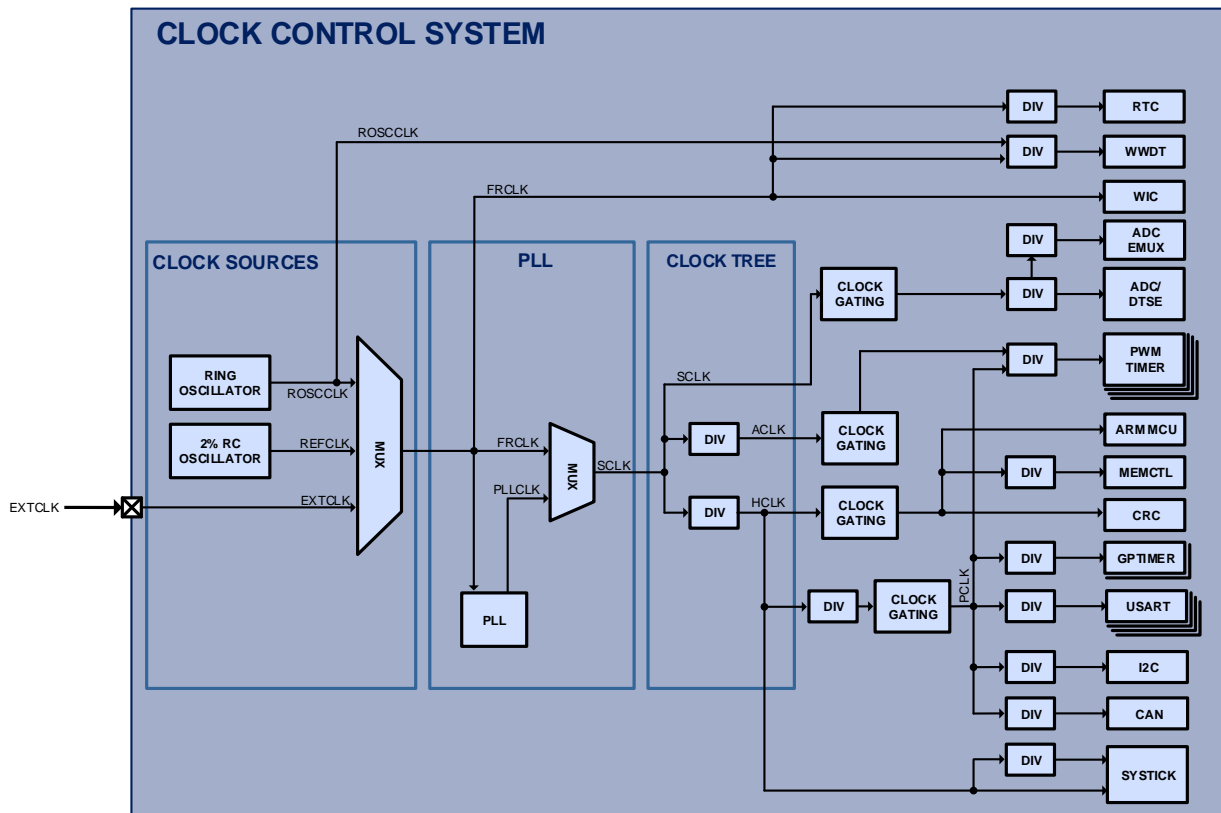 CLOCK CONTROL SYSTEM
DIV
RTC
ROSCCLK
DIV
WWDT
FRCLK
WIC
CLOCK SOURCES
PLL
CLOCK TREE
DIV
ADC
EMUX
CLOCK
GATING
DIV
ADC/
DTSE
RING
OSCILLATOR
ROSCCLK
SCLK
DIV
PWM
TIMER
2% RC
OSCILLATOR
REFCLK
MUX
FRCLK
MUX
SCLK
DIV
ACLK
CLOCK
GATING
ARM MCU
DIV
MEMCTL
EXTCLK
EXTCLK
PLLCLK
DIV
HCLK
CLOCK
GATING
CRC
DIV
GPTIMER
PLL
DIV
CLOCK
GATING
PCLK
DIV
USART
DIV
I2C
DIV
CAN
DIV
SYSTICK